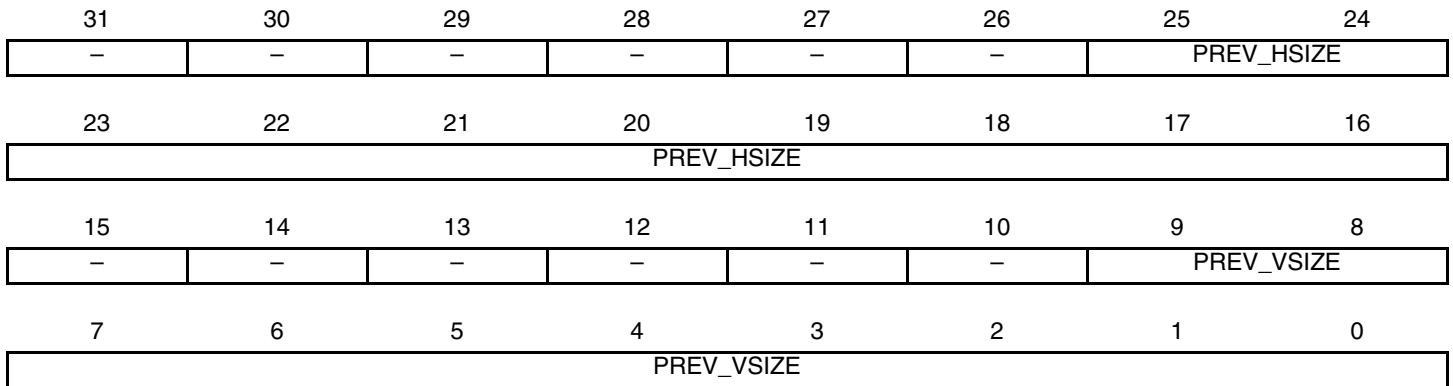 31 30 29 28 27 26 25 24
– – – – – – PREV_HSIZE
23 22 21 20 19 18 17 16
PREV_HSIZE
15 14 13 12 11 10 9 8
– – – – – – PREV_VSIZE
7 6 5 4 3 2 1 0
PREV_VSIZE